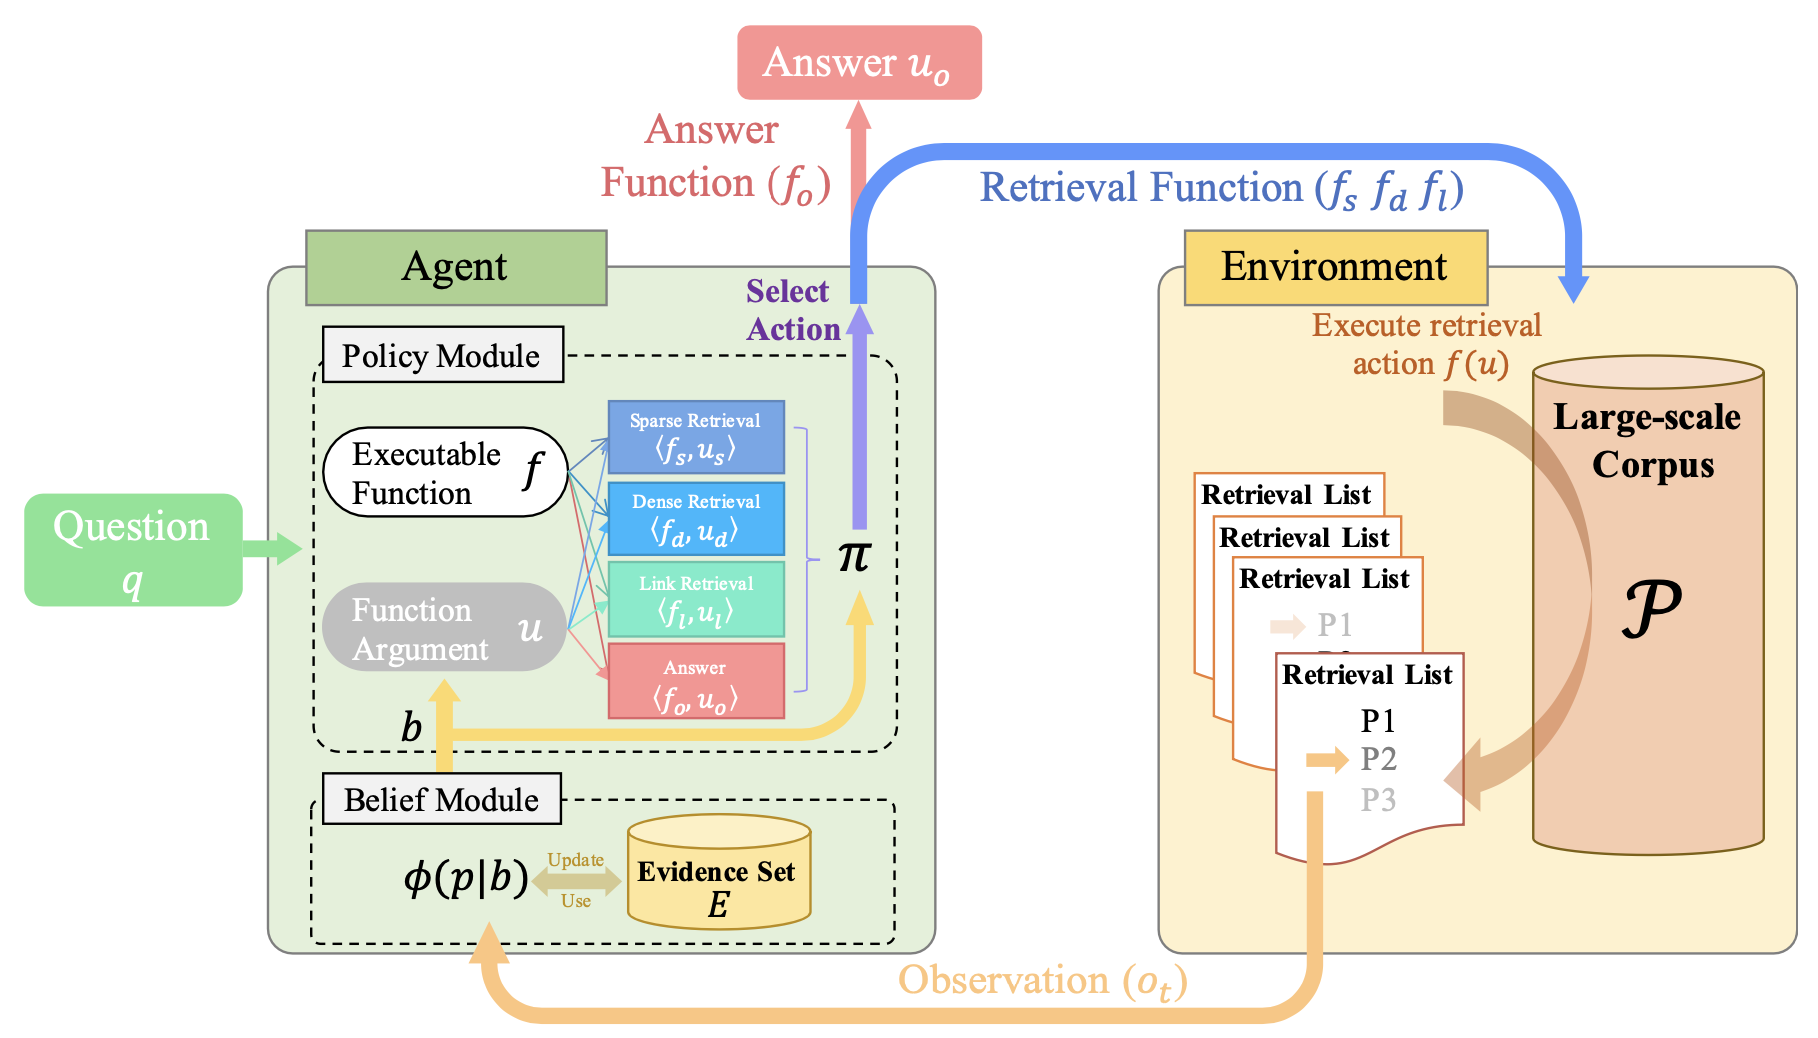 Answer u_o
Answer
Function (f_o)
Retrieval Function (f_s f_d f_l)
Agent
Environment
Select
Action
Execute retrieval
action f(u)
Policy Module
Executable
Function f
Function
Argument u
Sparse Retrieval
⟨f_s, u_s⟩
Dense Retrieval
⟨f_d, u_d⟩
Link Retrieval
⟨f_l, u_l⟩
Answer
⟨f_o, u_o⟩
π
Question
q
b
Belief Module
ϕ(p|b)
Update
Use
Evidence Set
E
Large-scale
Corpus
𝒫
Retrieval List
Retrieval List
Retrieval List
P1
Retrieval List
P1
P2
P3
Observation (o_t)